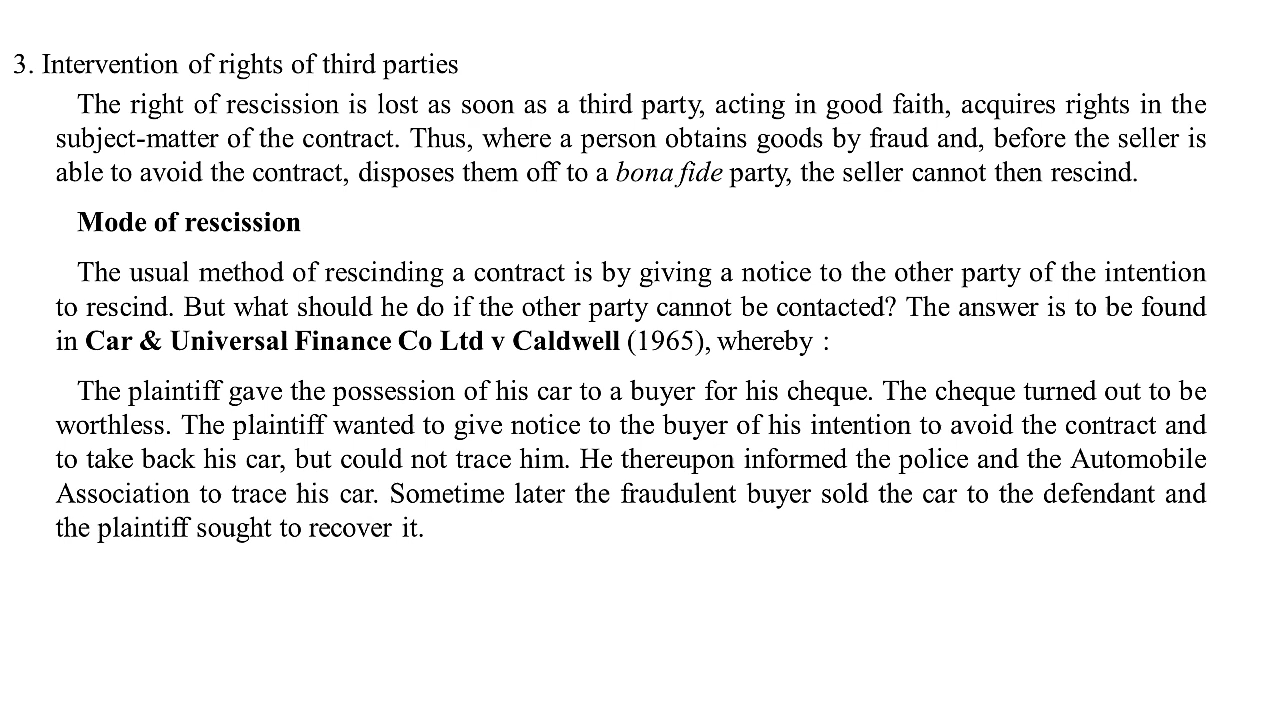 3. Intervention of rights of third parties
The right of rescission is lost as soon as a third party, acting in good faith, acquires rights in the
subject-matter of the contract. Thus, where a person obtains goods by fraud and, before the seller is
able to avoid the contract, disposes them off to a bona fide party, the seller cannot then rescind.
Mode of rescission
The usual method of rescinding a contract is by giving a notice to the other party of the intention
to rescind. But what should he do if the other party cannot be contacted? The answer is to be found
in Car & Universal Finance Co Ltd v Caldwell (1965), whereby :
The plaintiff gave the possession of his car to a buyer for his cheque. The cheque turned out to be
worthless. The plaintiff wanted to give notice to the buyer of his intention to avoid the contract and
to take back his car, but could not trace him. He thereupon informed the police and the Automobile
Association to trace his car. Sometime later the fraudulent buyer sold the car to the defendant and
the plaintiff sought to recover it.